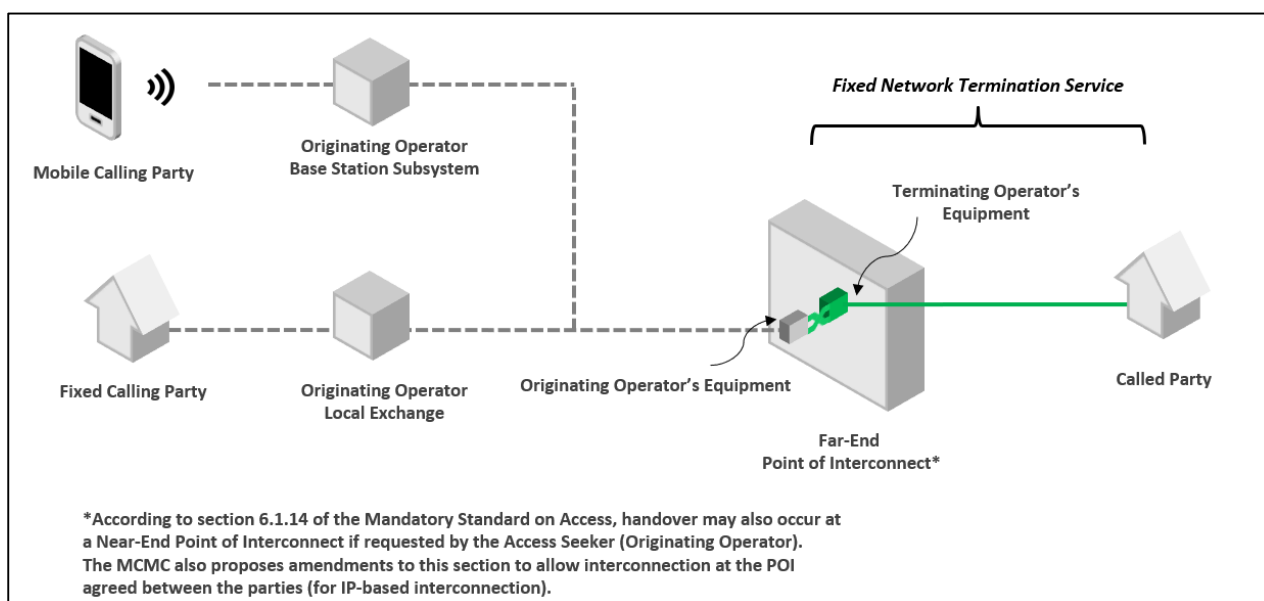 Fixed Network Termination Service
Mobile Calling Party
Originating Operator
Base Station Subsystem
Terminating Operator's
Equipment
Fixed Calling Party
Originating Operator
Local Exchange
Originating Operator's Equipment
Called Party
Far-End
Point of Interconnect*
*According to section 6.1.14 of the Mandatory Standard on Access, handover may also occur at
a Near-End Point of Interconnect if requested by the Access Seeker (Originating Operator).
The MCMC also proposes amendments to this section to allow interconnection at the POI
agreed between the parties (for IP-based interconnection).